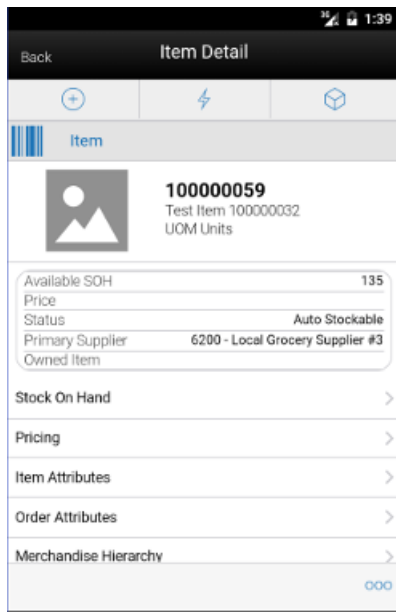 3G 1:39
Back Item Detail
Item
100000059
Test Item 100000032
UOM Units
Available SOH 135
Price
Status Auto Stockable
Primary Supplier 6200 - Local Grocery Supplier #3
Owned Item
Stock On Hand
Pricing
Item Attributes
Order Attributes
Merchandise Hierarchy